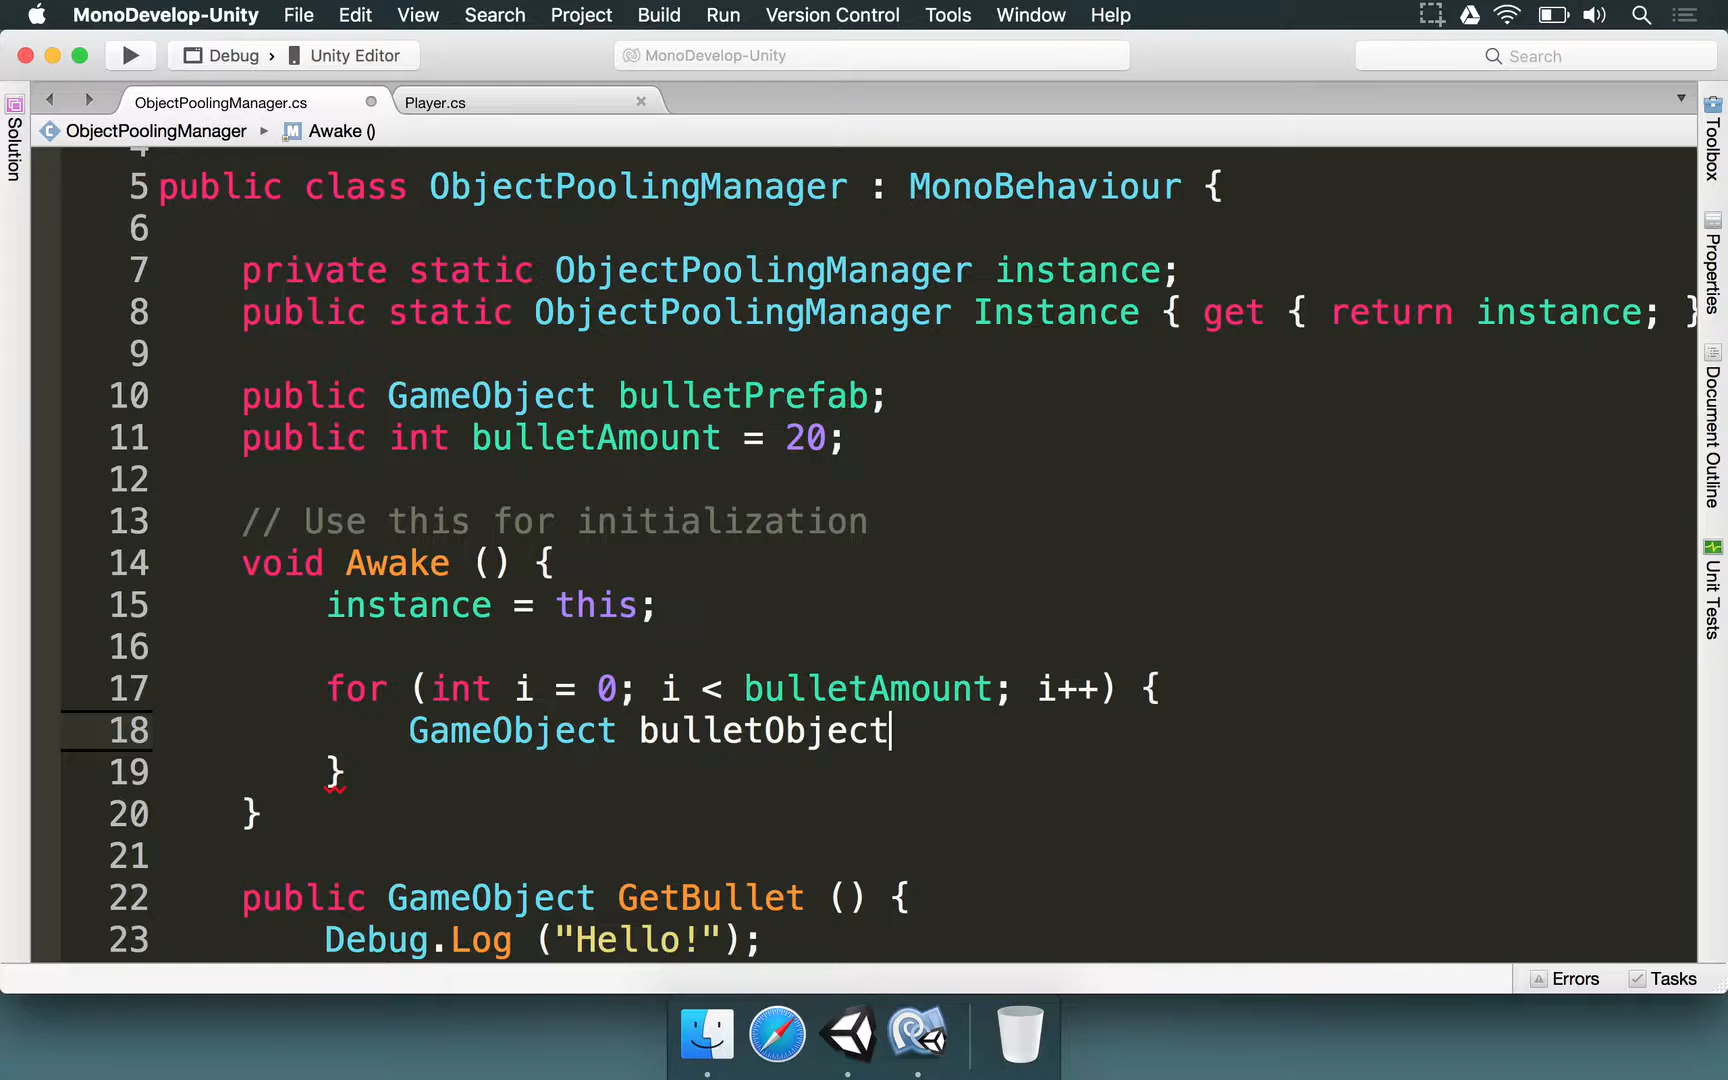 MonoDevelop-Unity File Edit View Search Project Build Run Version Control Tools Window Help
Debug › Unity Editor MonoDevelop-Unity Search
ObjectPoolingManager.cs Player.cs
ObjectPoolingManager Awake ()
Solution
Toolbox
Properties
Document Outline
Unit Tests
4
5 public class ObjectPoolingManager : MonoBehaviour {
6
7 private static ObjectPoolingManager instance;
8 public static ObjectPoolingManager Instance { get { return instance; }
9
10 public GameObject bulletPrefab;
11 public int bulletAmount = 20;
12
13 // Use this for initialization
14 void Awake () {
15 instance = this;
16
17 for (int i = 0; i < bulletAmount; i++) {
18 GameObject bulletObject
19 }
20 }
21
22 public GameObject GetBullet () {
23 Debug.Log ("Hello!");
Errors Tasks